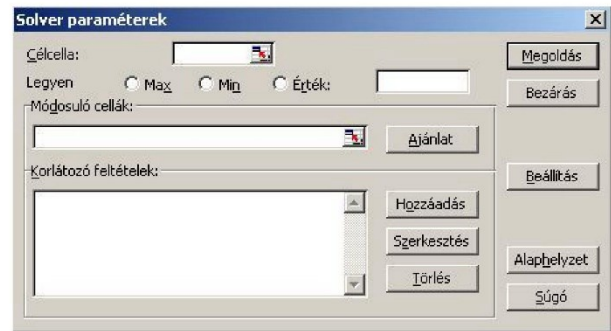 Solver paraméterek
Célcella:
Megoldás
Legyen Max Min Érték:
Bezárás
Módosuló cellák:
Ajánlat
Korlátozó feltételek:
Beállítás
Hozzáadás
Szerkesztés
Törlés
Alaphelyzet
Súgó